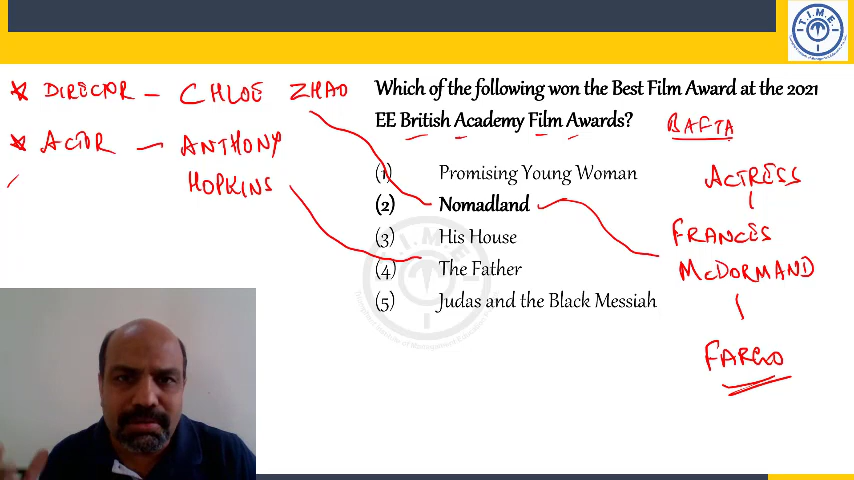 T.I.M.E.
★ DIRECTOR – CHLOE ZHAO
★ ACTOR – ANTHONY
HOPKINS
Which of the following won the Best Film Award at the 2021
EE British Academy Film Awards?
BAFTA
(1) Promising Young Woman
(2) Nomadland
(3) His House
(4) The Father
(5) Judas and the Black Messiah
ACTRESS
FRANCES
McDORMAND
FARGO
T.I.M.E.